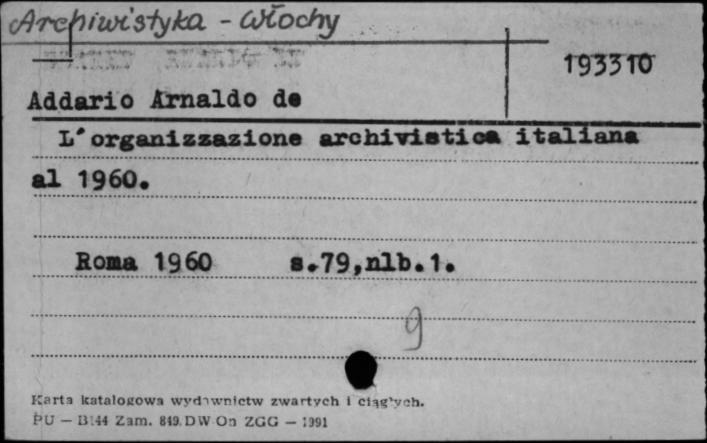 Archiwistyka - Włochy
193310
Addario Arnaldo de
L'organizzazione archivistica italiana
al 1960.
Roma 1960 s.79,nlb.1.
9
Karta katalogowa wydawnictw zwartych i ciągłych.
PU — B144 Zam. 849. DW On ZGG — 1991